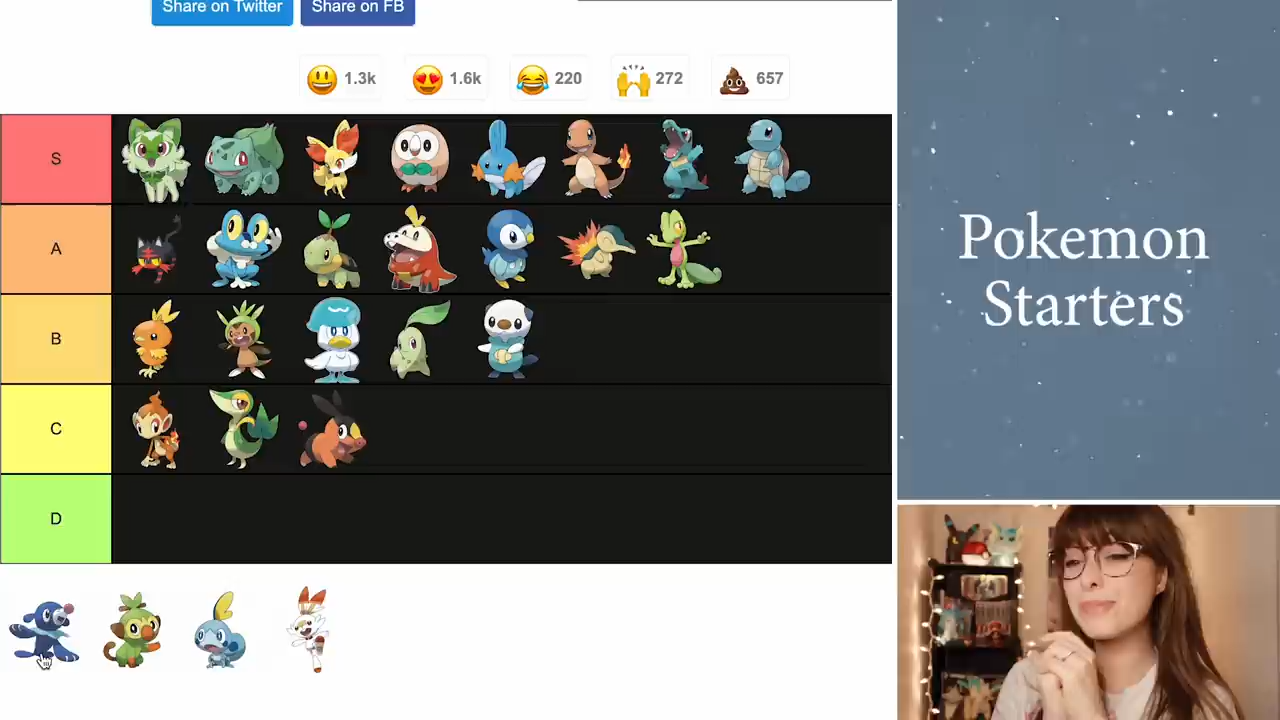 Share on Twitter
Share on FB
1.3k
1.6k
220
272
657
S
A
B
C
D
Pokemon
Starters